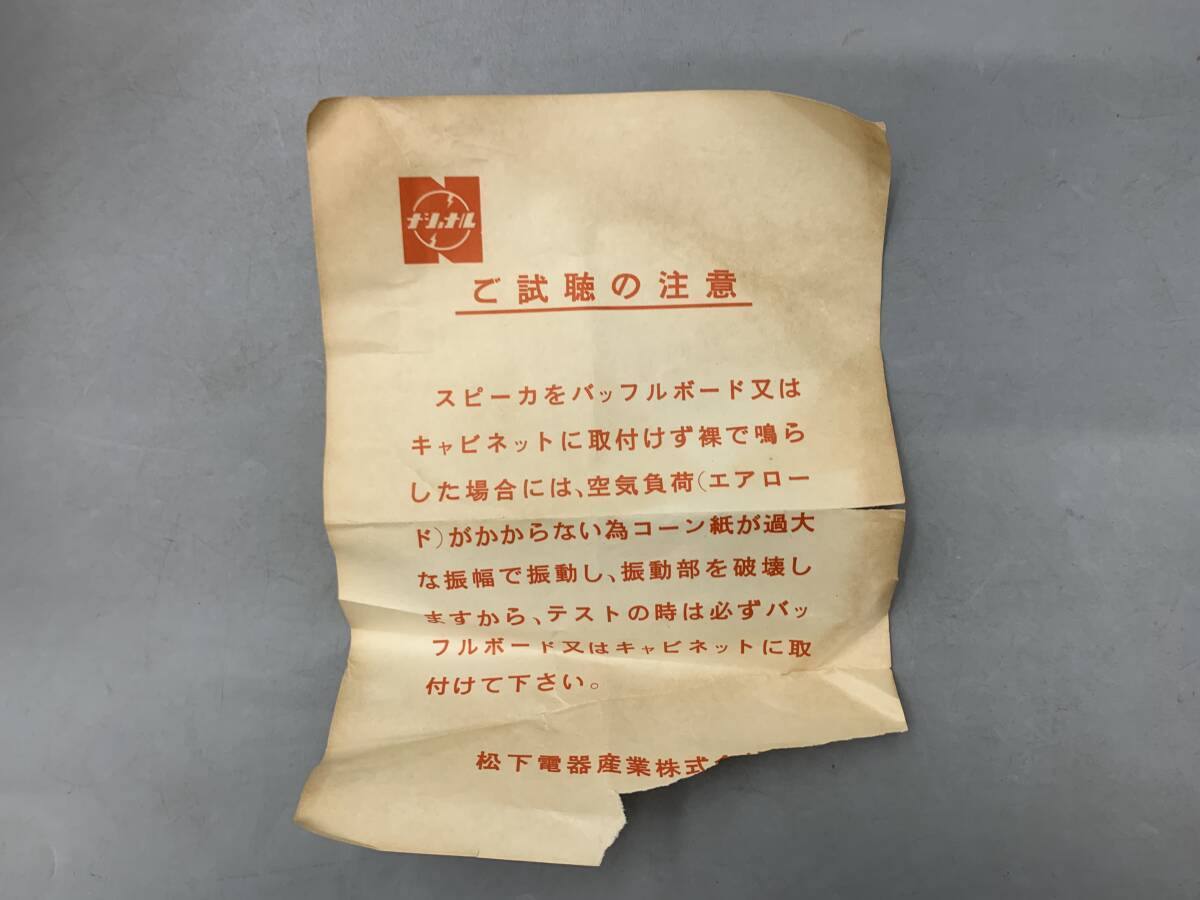 ナショナル
ご試聴の注意
スピーカをバッフルボード又は
キャビネットに取付けず裸で鳴ら
した場合には、空気負荷(エアロー
ド)がかからない為コーン紙が過大
な振幅で振動し、振動部を破壊し
ますから、テストの時は必ずバッ
フルボード又はキャビネットに取
付けて下さい。
松下電器産業株式